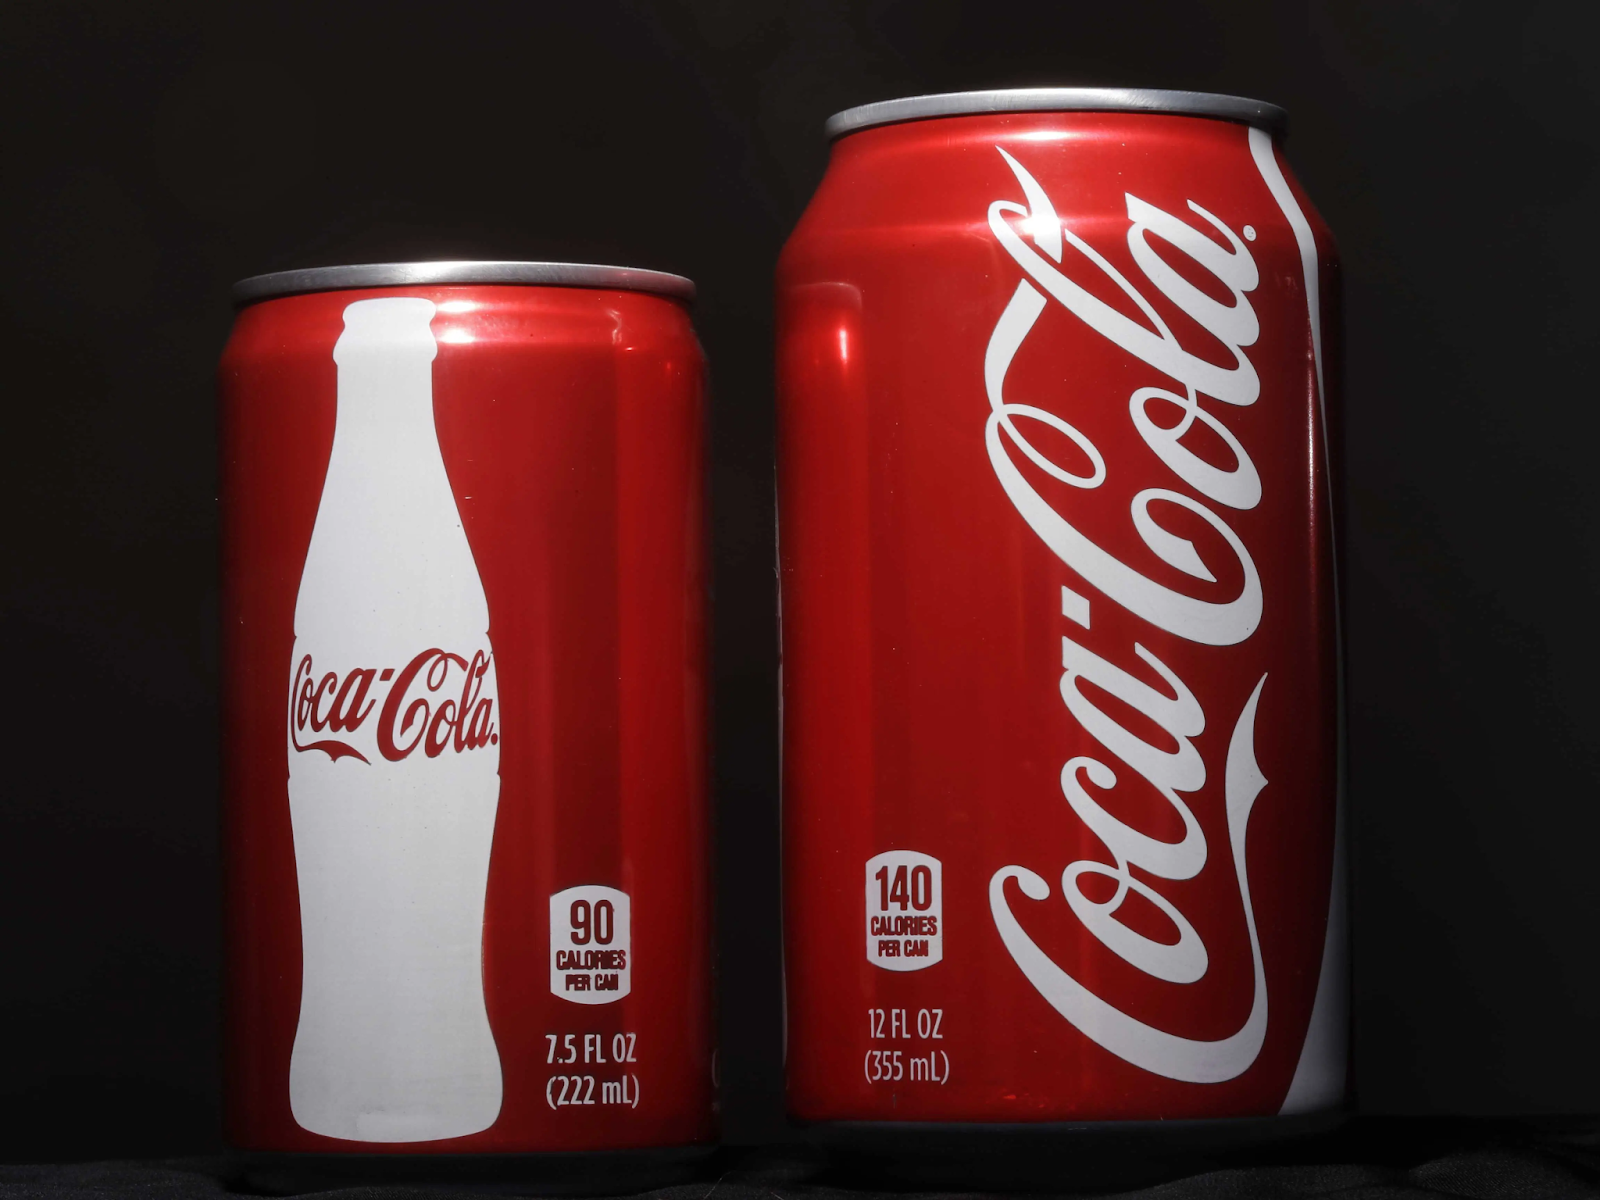 Coca-Cola
90
CALORIES
PER CAN
7.5 FL OZ
(222 mL)
Coca-Cola
140
CALORIES
PER CAN
12 FL OZ
(355 mL)